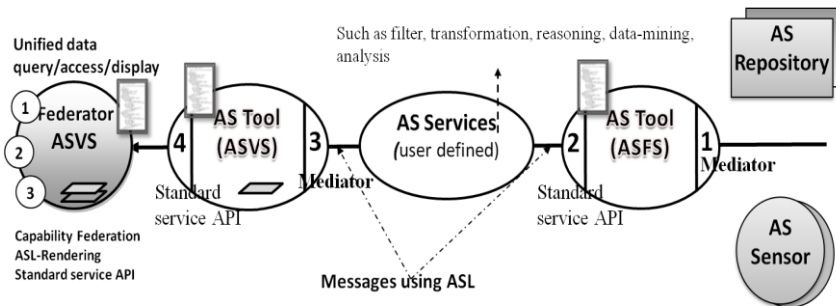 Unified data
query/access/display
1
2
3
Federator
ASVS
Capability Federation
ASL-Rendering
Standard service API
4
AS Tool
(ASVS)
3
Standard
service API
Mediator
Such as filter, transformation, reasoning, data-mining,
analysis
AS Services
(user defined)
Messages using ASL
2
AS Tool
(ASFS)
1
Standard
service API
Mediator
AS
Repository
AS
Sensor